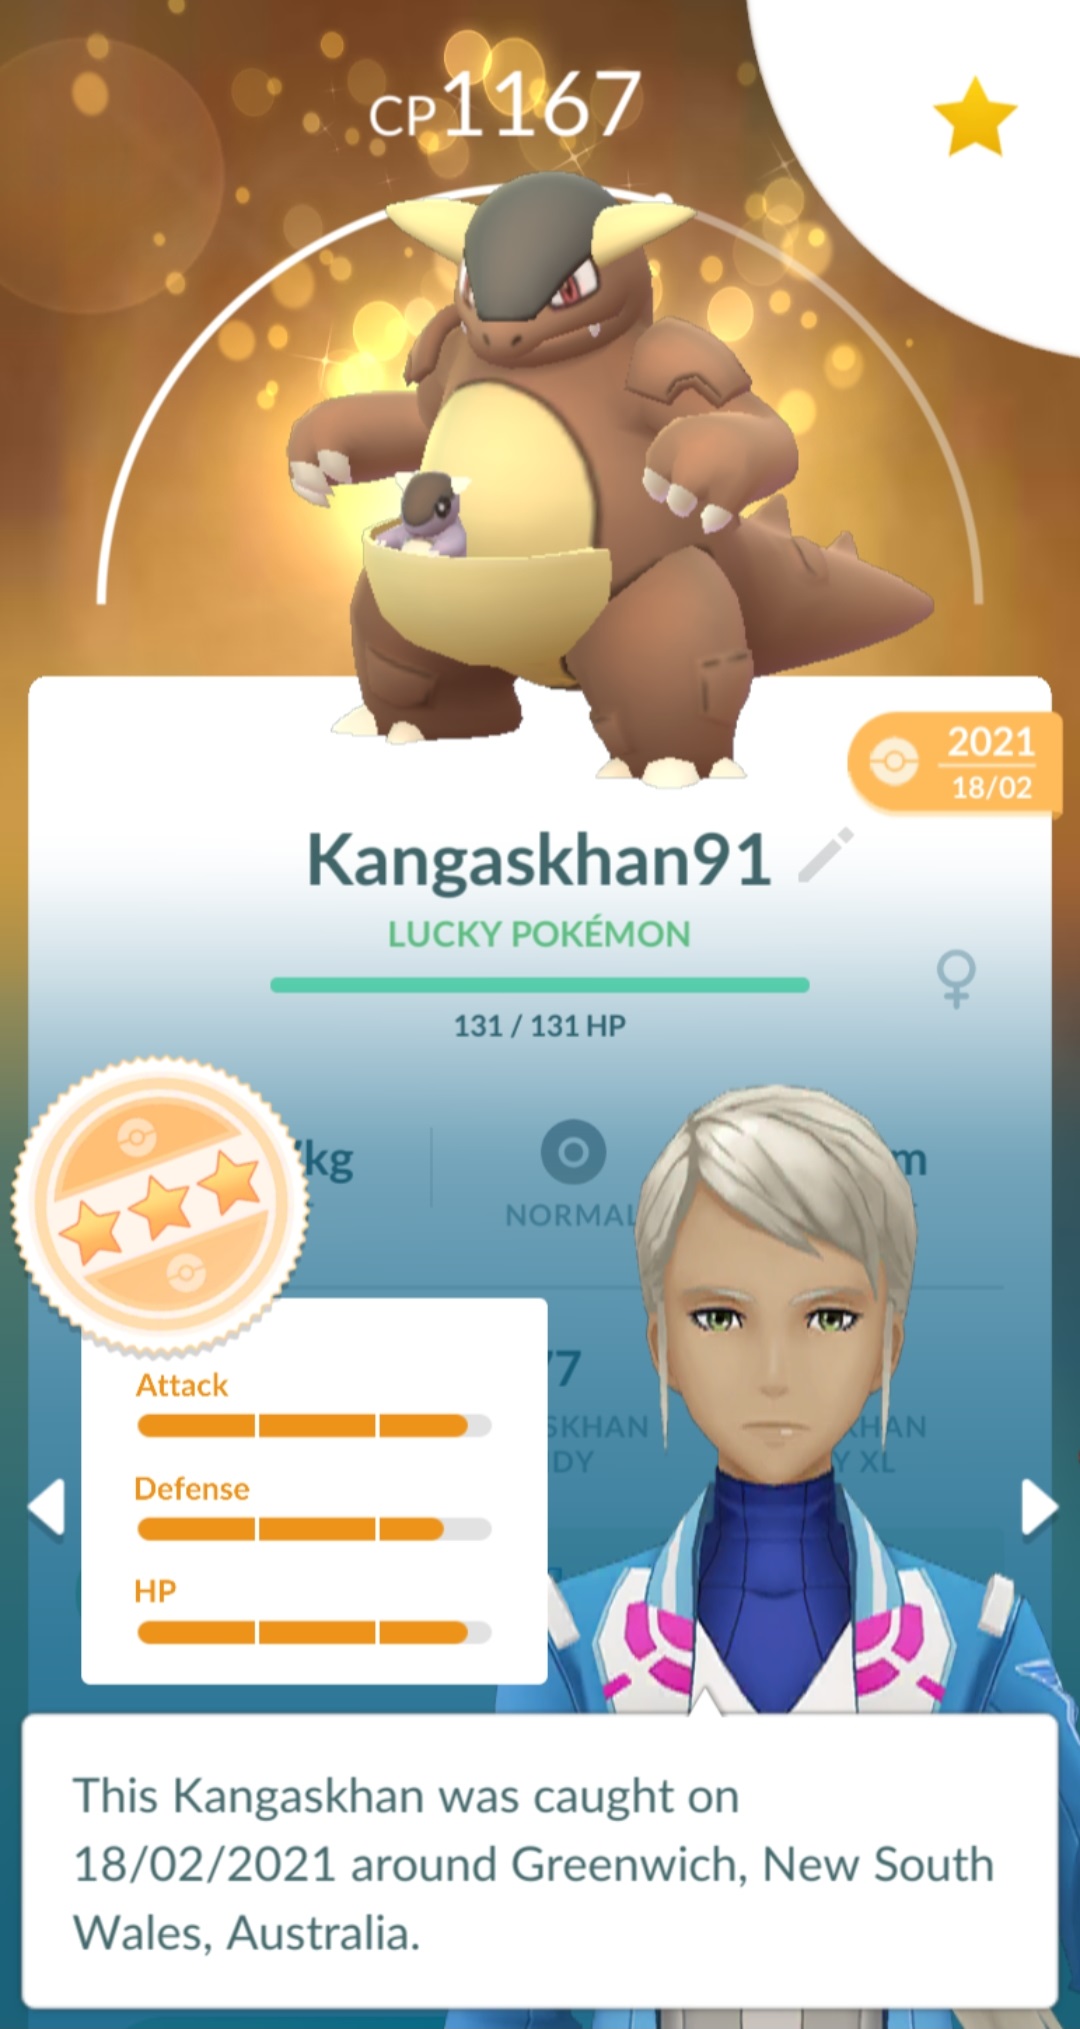 CP1167
2021
18/02
Kangaskhan91
LUCKY POKÉMON
131 / 131 HP
kg
m
NORMAL
Attack
Defense
HP
This Kangaskhan was caught on
18/02/2021 around Greenwich, New South
Wales, Australia.